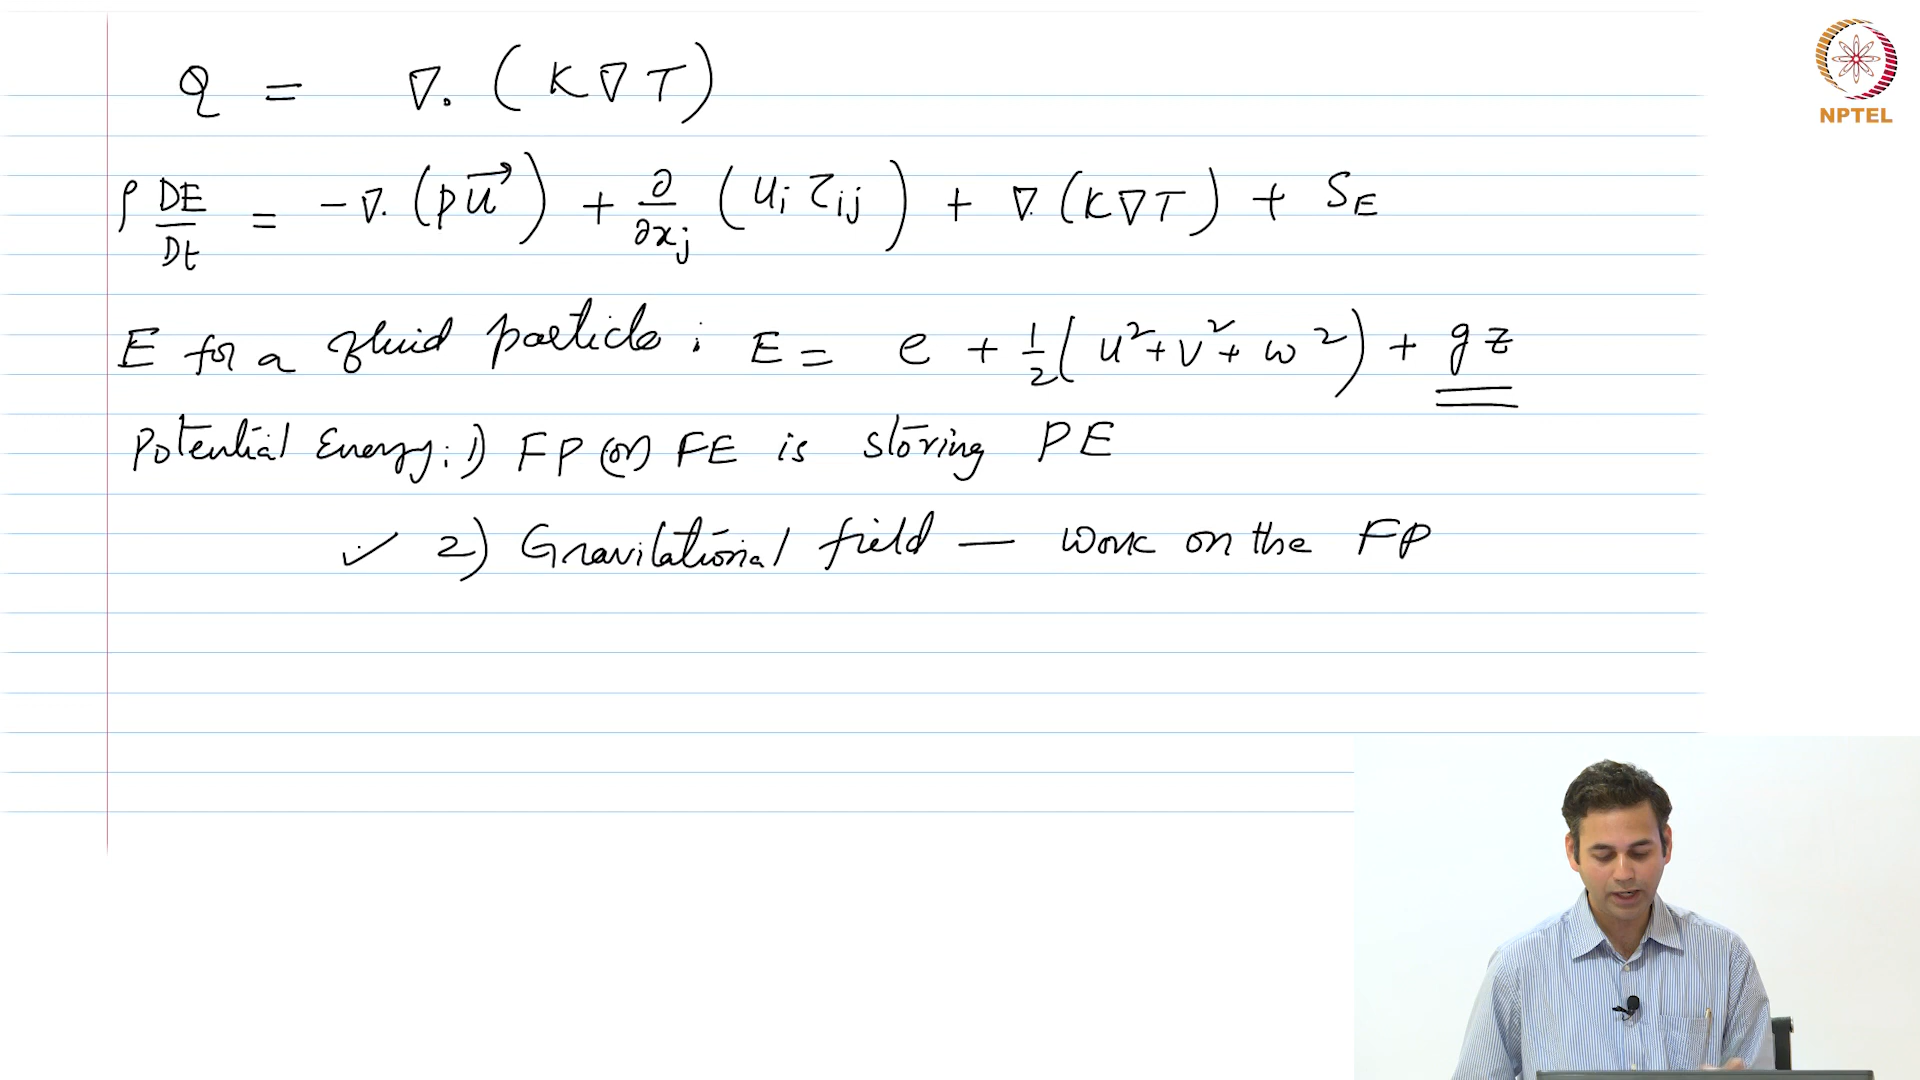 NPTEL
Q = ∇. (K∇T)
ρ DE/Dt = -∇. (pu⃗) + ∂/∂xj (ui τij) + ∇. (K∇T) + SE
E for a fluid particle : E = e + 1/2 (u² + v² + w²) + gz
Potential Energy: 1) FP (or) FE is storing PE
✓ 2) Gravitational field — work on the FP